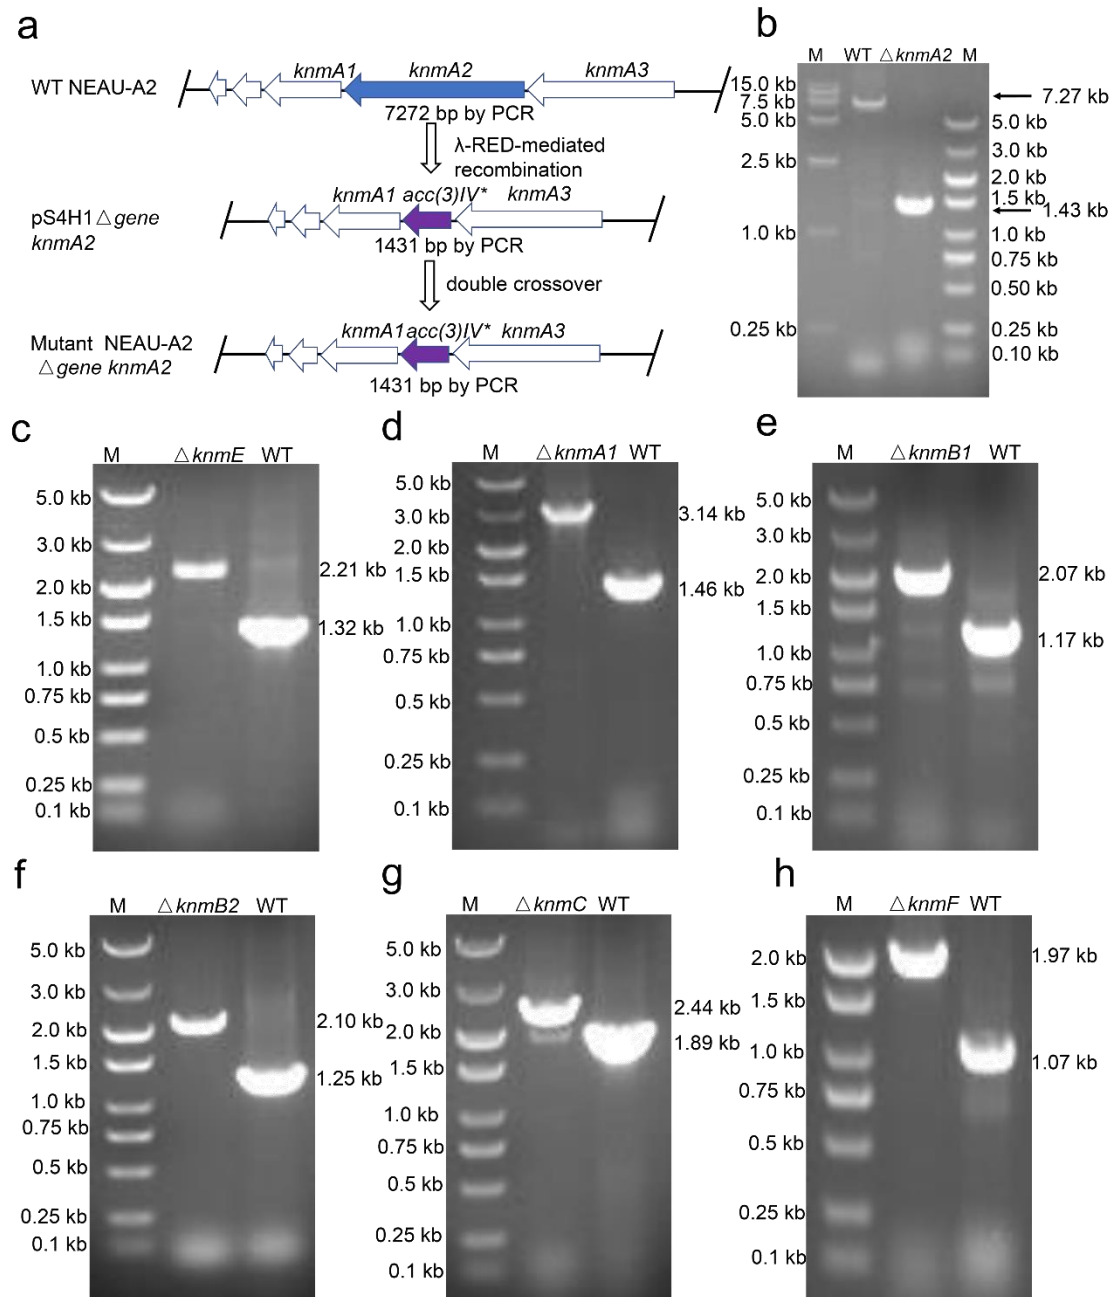 a
WT NEAU-A2
knmA1 knmA2 knmA3
7272 bp by PCR
λ-RED-mediated
recombination
pS4H1△gene
knmA2
knmA1 acc(3)IV* knmA3
1431 bp by PCR
double crossover
Mutant NEAU-A2
△gene knmA2
knmA1 acc(3)IV* knmA3
1431 bp by PCR
b
M WT △knmA2 M
15.0 kb
7.5 kb
5.0 kb
2.5 kb
1.0 kb
0.25 kb
7.27 kb
5.0 kb
3.0 kb
2.0 kb
1.5 kb
1.43 kb
1.0 kb
0.75 kb
0.50 kb
0.25 kb
0.10 kb
c
M △knmE WT
5.0 kb
3.0 kb
2.0 kb
1.5 kb
1.0 kb
0.75 kb
0.5 kb
0.25 kb
0.1 kb
2.21 kb
1.32 kb
d
M △knmA1 WT
5.0 kb
3.0 kb
2.0 kb
1.5 kb
1.0 kb
0.75 kb
0.5 kb
0.25 kb
0.1 kb
3.14 kb
1.46 kb
e
M △knmB1 WT
5.0 kb
3.0 kb
2.0 kb
1.5 kb
1.0 kb
0.75 kb
0.5 kb
0.25 kb
0.1 kb
2.07 kb
1.17 kb
f
M △knmB2 WT
5.0 kb
3.0 kb
2.0 kb
1.5 kb
1.0 kb
0.75 kb
0.5 kb
0.25 kb
0.1 kb
2.10 kb
1.25 kb
g
M △knmC WT
5.0 kb
3.0 kb
2.0 kb
1.5 kb
1.0 kb
0.75 kb
0.5 kb
0.25 kb
0.1 kb
2.44 kb
1.89 kb
h
M △knmF WT
2.0 kb
1.5 kb
1.0 kb
0.75 kb
0.5 kb
0.25 kb
0.1 kb
1.97 kb
1.07 kb